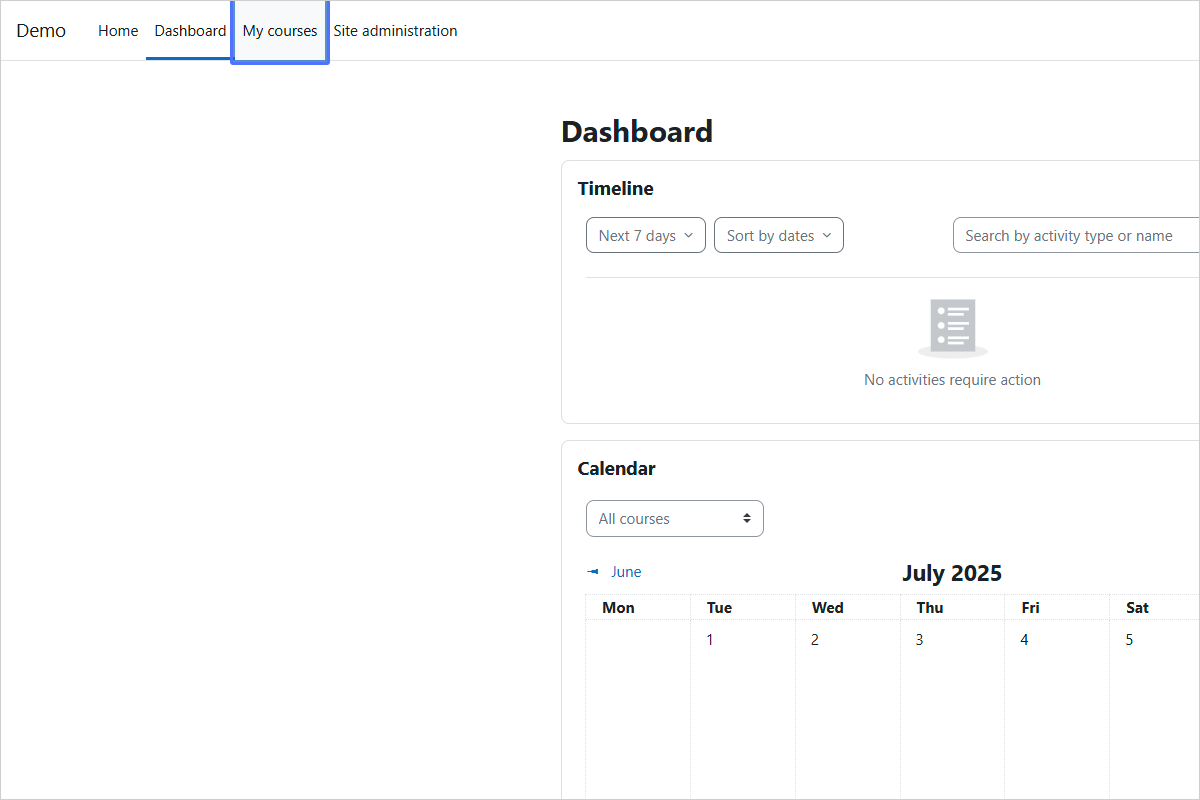 Demo Home Dashboard My courses Site administration
Dashboard
Timeline
Next 7 days Sort by dates Search by activity type or name
No activities require action
Calendar
All courses
June July 2025
Mon Tue Wed Thu Fri Sat
1 2 3 4 5